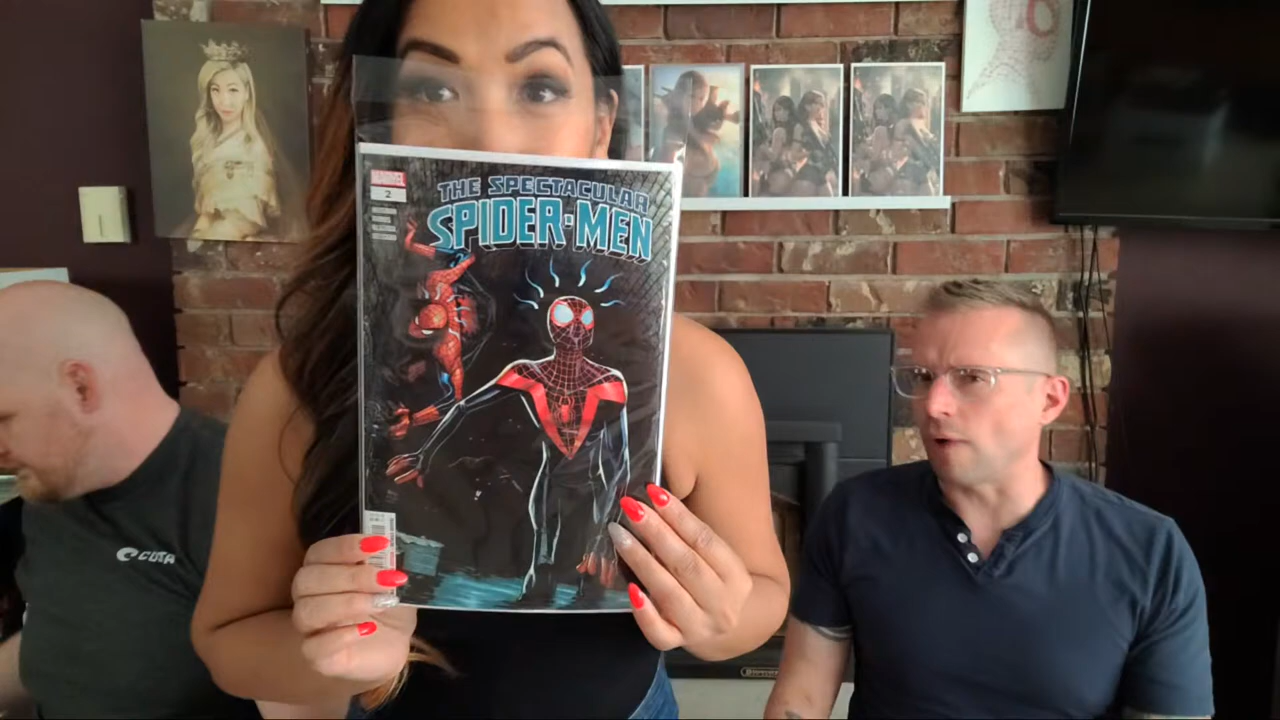 MARVEL
2
THE SPECTACULAR
SPIDER-MEN
CUTA